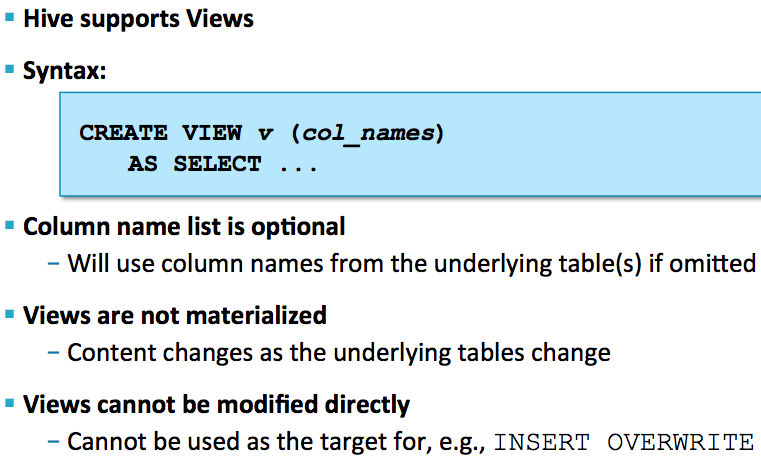 ▪ Hive supports Views
▪ Syntax:
CREATE VIEW v (col_names)
AS SELECT ...
▪ Column name list is optional
– Will use column names from the underlying table(s) if omitted
▪ Views are not materialized
– Content changes as the underlying tables change
▪ Views cannot be modified directly
– Cannot be used as the target for, e.g., INSERT OVERWRITE